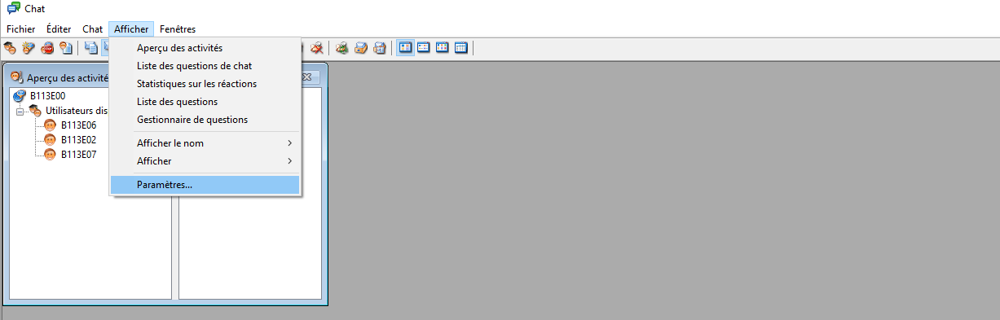 Chat
Fichier Éditer Chat Afficher Fenêtres
Aperçu des activités
Liste des questions de chat
Statistiques sur les réactions
Liste des questions
Gestionnaire de questions
Afficher le nom
Afficher
Paramètres...
Aperçu des activité
B113E00
Utilisateurs dis
B113E06
B113E02
B113E07